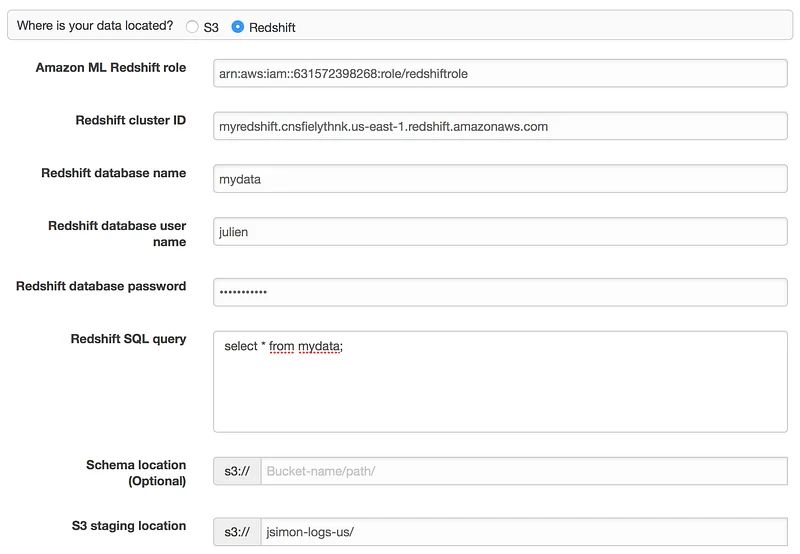 Where is your data located? S3 Redshift
Amazon ML Redshift role
arn:aws:iam::631572398268:role/redshiftrole
Redshift cluster ID
myredshift.cnsfielythnk.us-east-1.redshift.amazonaws.com
Redshift database name
mydata
Redshift database user
name
julien
Redshift database password
•••••••••••
Redshift SQL query
select * from mydata;
Schema location
(Optional)
s3:// Bucket-name/path/
S3 staging location
s3:// jsimon-logs-us/